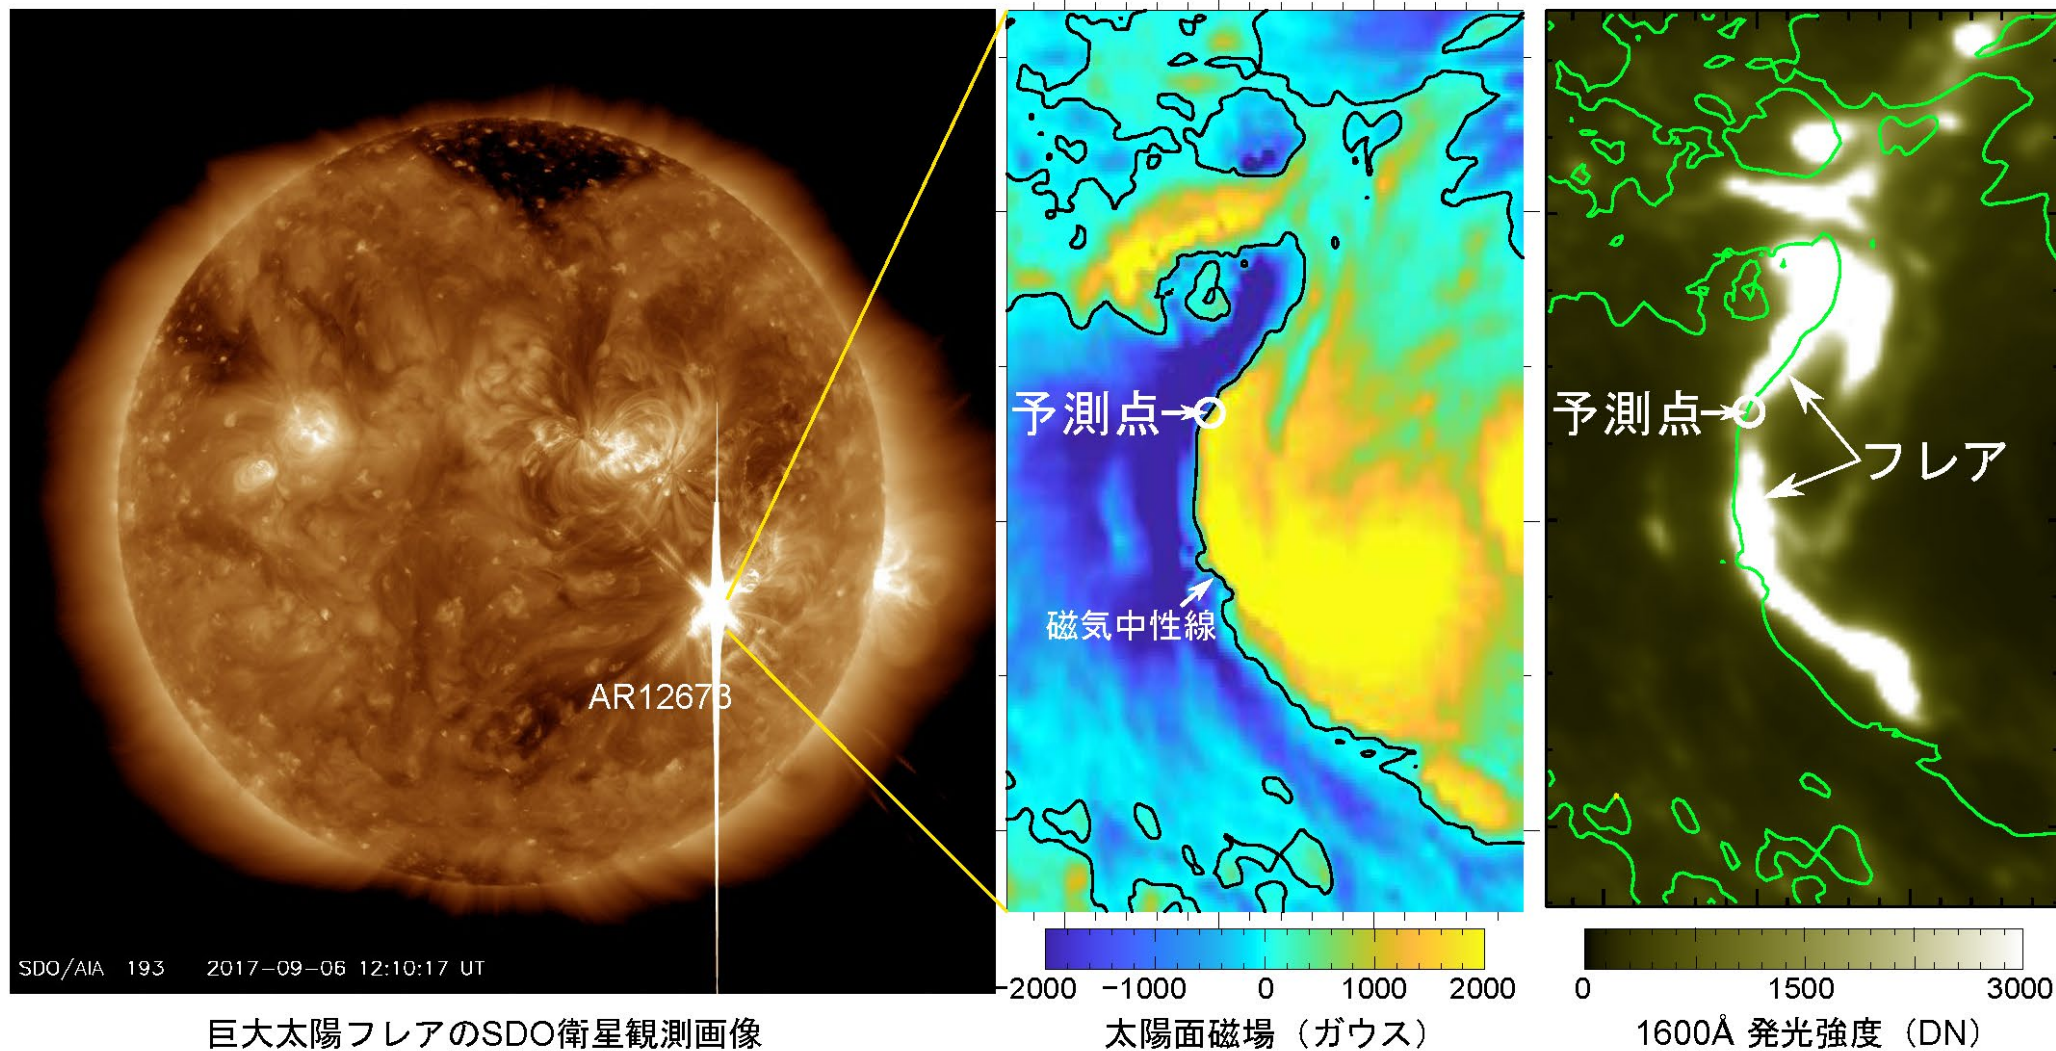 AR12673
SDO/AIA 193 2017-09-06 12:10:17 UT
巨大太陽フレアのSDO衛星観測画像
予測点
磁気中性線
-2000 -1000 0 1000 2000
太陽面磁場（ガウス）
予測点
フレア
0 1500 3000
1600Å 発光強度（DN）